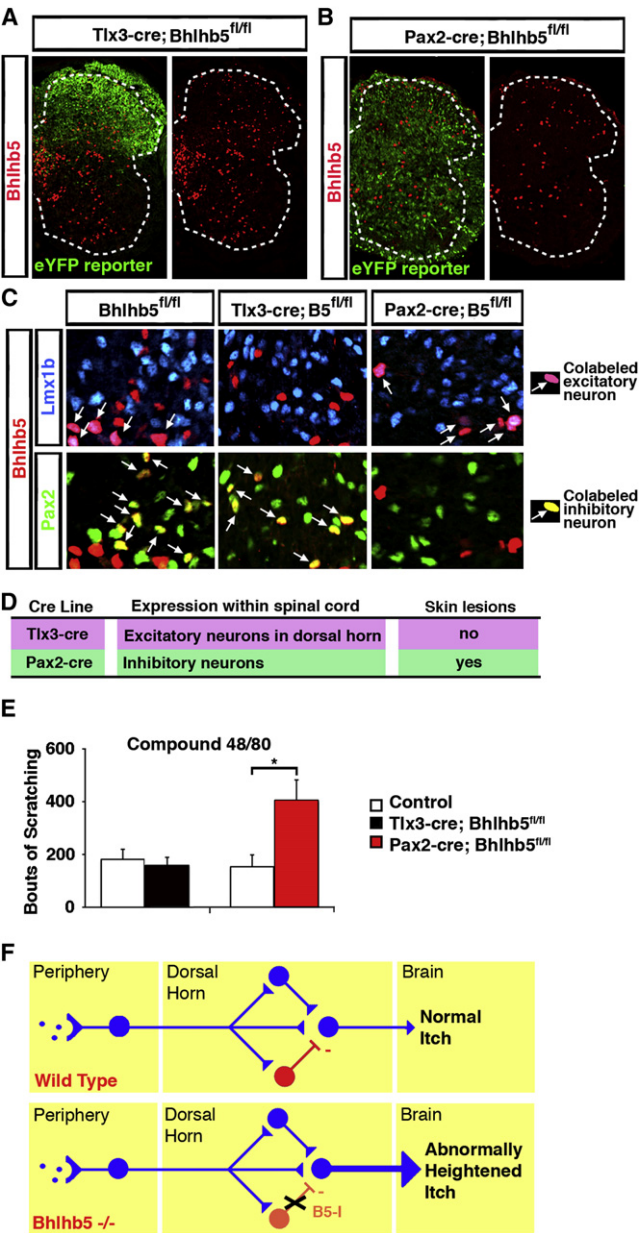 A
Tlx3-cre; Bhlhb5fl/fl
Bhlhb5
eYFP reporter
B
Pax2-cre; Bhlhb5fl/fl
Bhlhb5
eYFP reporter
C
Bhlhb5fl/fl
Tlx3-cre; B5fl/fl
Pax2-cre; B5fl/fl
Bhlhb5
Lmx1b
Colabeled
excitatory
neuron
Pax2
Colabeled
inhibitory
neuron
D
Cre Line Expression within spinal cord Skin lesions
Tlx3-cre Excitatory neurons in dorsal horn no
Pax2-cre Inhibitory neurons yes
E
Compound 48/80
Bouts of Scratching
600
400
200
0
*
Control
Tlx3-cre; Bhlhb5fl/fl
Pax2-cre; Bhlhb5fl/fl
F
Periphery
Dorsal
Horn
Brain
Normal
Itch
-
Wild Type
Periphery
Dorsal
Horn
Brain
Abnormally
Heightened
Itch
-
B5-I
Bhlhb5 -/-